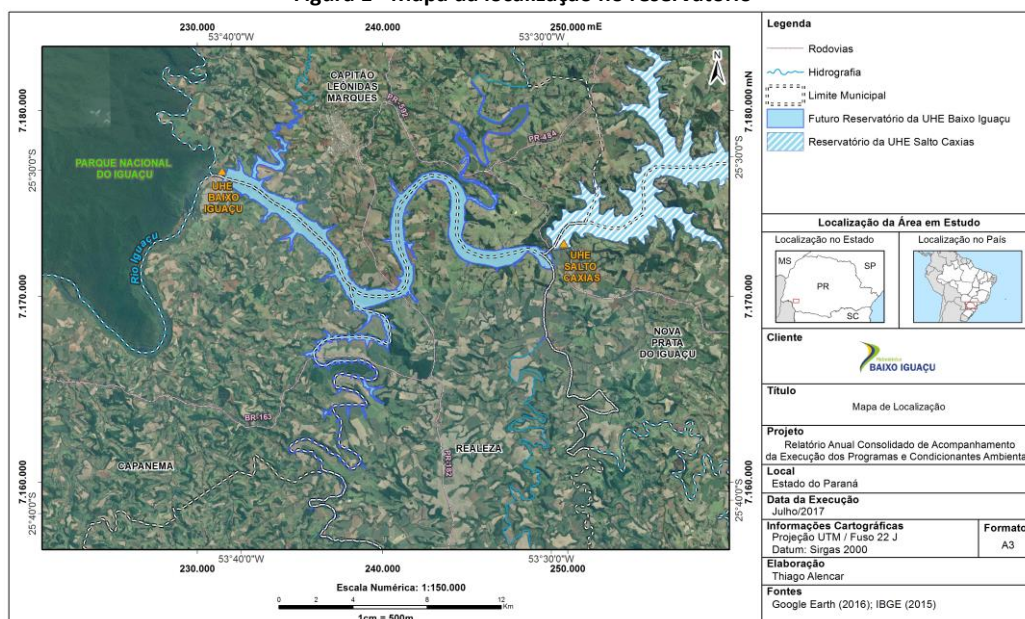 Figura 1 - Mapa da localização no reservatório
230.000
240.000
250.000 mE
53°40'0"W
53°30'0"W
7.180.000 mN
7.180.000
25°30'0"S
25°30'0"S
7.170.000
7.170.000
7.160.000
7.160.000
25°40'0"S
25°40'0"S
53°40'0"W
53°30'0"W
230.000
240.000
250.000
N
CAPITÃO
LEÔNIDAS
MARQUES
PR-484
PARQUE NACIONAL
DO IGUAÇU
UHE
BAIXO
IGUAÇU
Rio Iguaçu
UHE
SALTO
CAXIAS
NOVA
PRATA
DO IGUAÇU
BR-163
REALEZA
CAPANEMA
PR-182
Escala Numérica: 1:150.000
0 2 4 8 12
Km
1cm = 500m
Legenda
Rodovias
Hidrografia
Limite Municipal
Futuro Reservatório da UHE Baixo Iguaçu
Reservatório da UHE Salto Caxias
Localização da Área em Estudo
Localização no Estado
Localização no País
MS
SP
PR
SC
Cliente
BAIXO IGUAÇU
Título
Mapa de Localização
Projeto
Relatório Anual Consolidado de Acompanhamento
da Execução dos Programas e Condicionantes Ambienta
Local
Estado do Paraná
Data da Execução
Julho/2017
Informações Cartográficas
Projeção UTM / Fuso 22 J
Datum: Sirgas 2000
Formato
A3
Elaboração
Thiago Alencar
Fontes
Google Earth (2016); IBGE (2015)